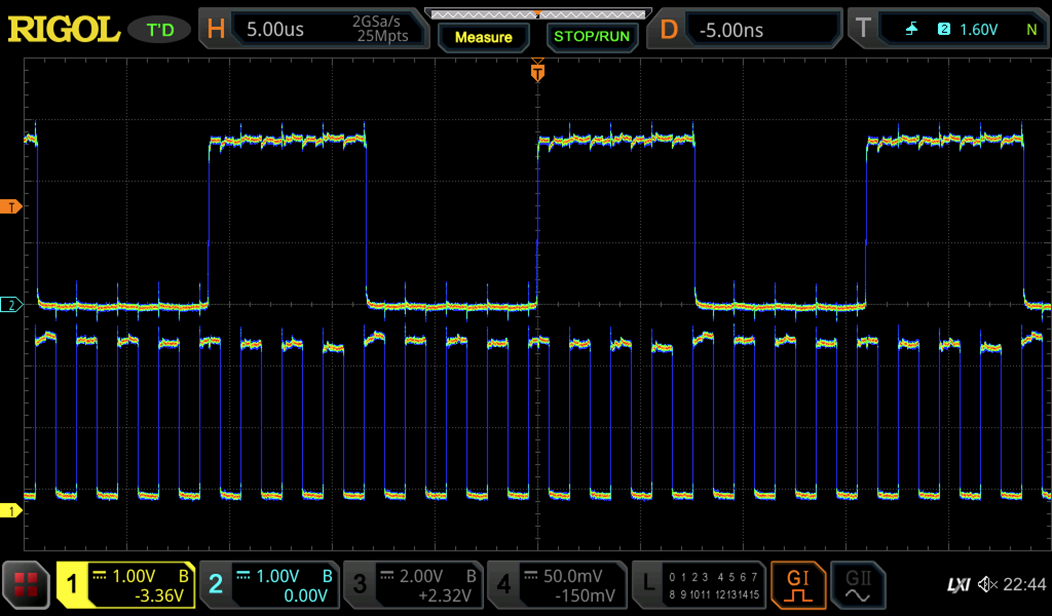 RIGOL T'D H 5.00us 2GSa/s 25Mpts Measure STOP/RUN D -5.00ns T 2 1.60V N
T
T
2
1
1 1.00V B -3.36V 2 1.00V B 0.00V 3 2.00V B +2.32V 4 50.0mV -150mV L 0 1 2 3 4 5 6 7 8 9 10 11 12 13 14 15 GI GII LXI 22:44